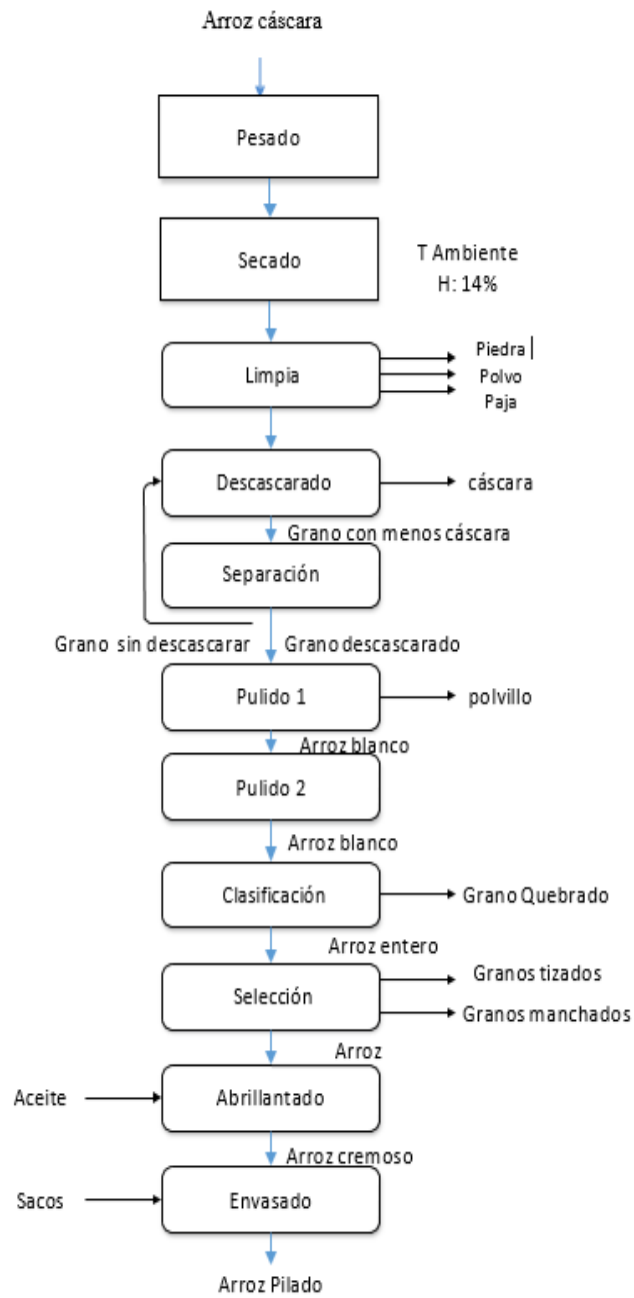 Arroz cáscara
Pesado
Secado
T Ambiente
H: 14%
Limpia
Piedra
Polvo
Paja
Descascarado
cáscara
Grano con menos cáscara
Separación
Grano sin descascarar
Grano descascarado
Pulido 1
polvillo
Arroz blanco
Pulido 2
Arroz blanco
Clasificación
Grano Quebrado
Arroz entero
Selección
Granos tizados
Granos manchados
Arroz
Aceite
Abrillantado
Arroz cremoso
Sacos
Envasado
Arroz Pilado